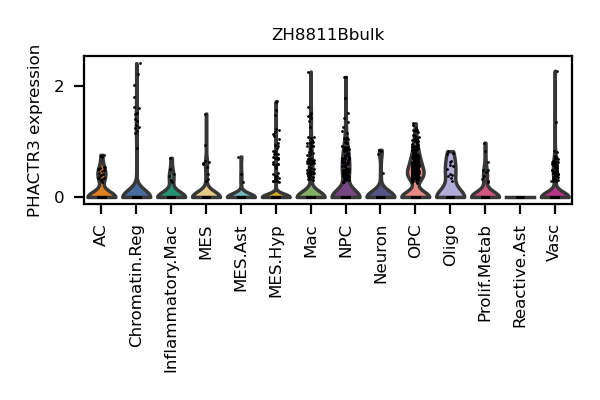 ZH8811Bbulk
PHACTR3 expression
2
0
AC
Chromatin.Reg
Inflammatory.Mac
MES
MES.Ast
MES.Hyp
Mac
NPC
Neuron
OPC
Oligo
Prolif.Metab
Reactive.Ast
Vasc